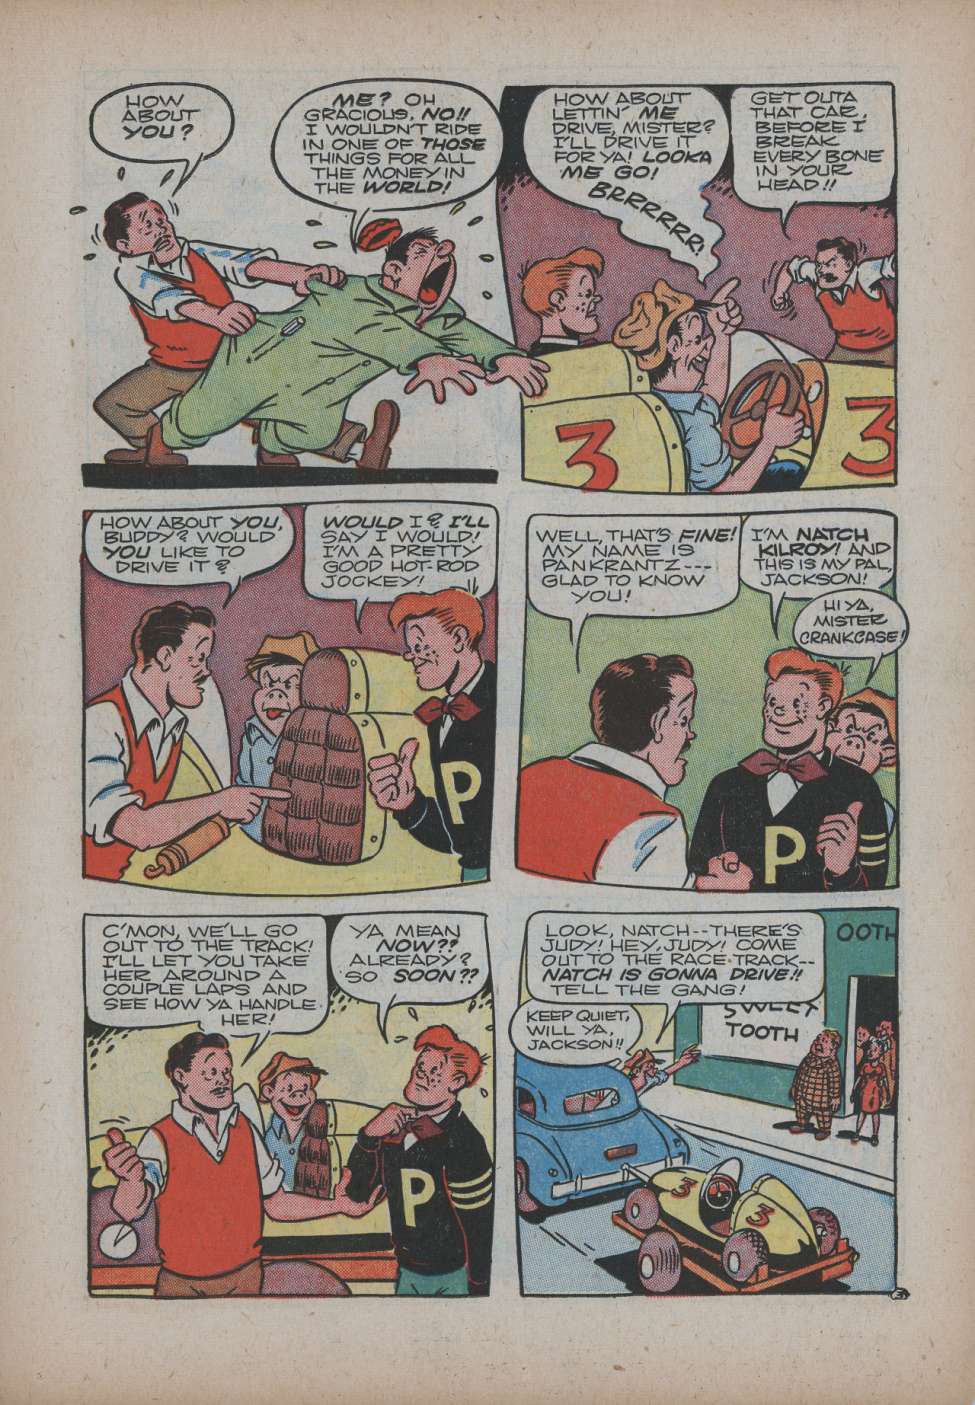 HOW
ABOUT
YOU?
ME? OH
GRACIOUS, NO!!
I WOULDN'T RIDE
IN ONE OF THOSE
THINGS FOR ALL
THE MONEY IN
THE WORLD!
HOW ABOUT
LETTIN' ME
DRIVE, MISTER?
I'LL DRIVE IT
FOR YA! LOOKA
ME GO!
BRRRRRR!
GET OUTA
THAT CAR,
BEFORE I
BREAK
EVERY BONE
IN YOUR
HEAD!!
3
3
HOW ABOUT YOU,
BUDDY? WOULD
YOU LIKE TO
DRIVE IT?
WOULD I? I'LL
SAY I WOULD!
I'M A PRETTY
GOOD HOT-ROD
JOCKEY!
P
WELL, THAT'S FINE!
MY NAME IS
PANKRANTZ---
GLAD TO KNOW
YOU!
I'M NATCH
KILROY! AND
THIS IS MY PAL,
JACKSON!
HI YA,
MISTER
CRANKCASE!
P
C'MON, WE'LL GO
OUT TO THE TRACK!
I'LL LET YOU TAKE
HER AROUND A
COUPLE LAPS AND
SEE HOW YA HANDLE
HER!
YA MEAN
NOW??
ALREADY?
SO SOON??
P
LOOK, NATCH--THERE'S
JUDY! HEY, JUDY! COME
OUT TO THE RACE TRACK--
NATCH IS GONNA DRIVE!!
TELL THE GANG!
KEEP QUIET,
WILL YA,
JACKSON!!
OOTH
SWEET
TOOTH
3
3
3